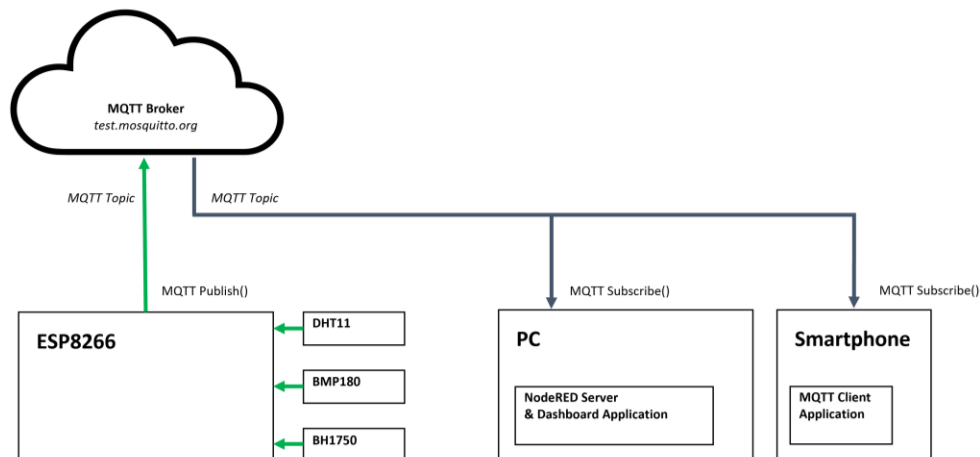 MQTT Broker
test.mosquitto.org
MQTT Topic
MQTT Topic
MQTT Publish()
MQTT Subscribe()
MQTT Subscribe()
ESP8266
DHT11
BMP180
BH1750
PC
NodeRED Server
& Dashboard Application
Smartphone
MQTT Client
Application